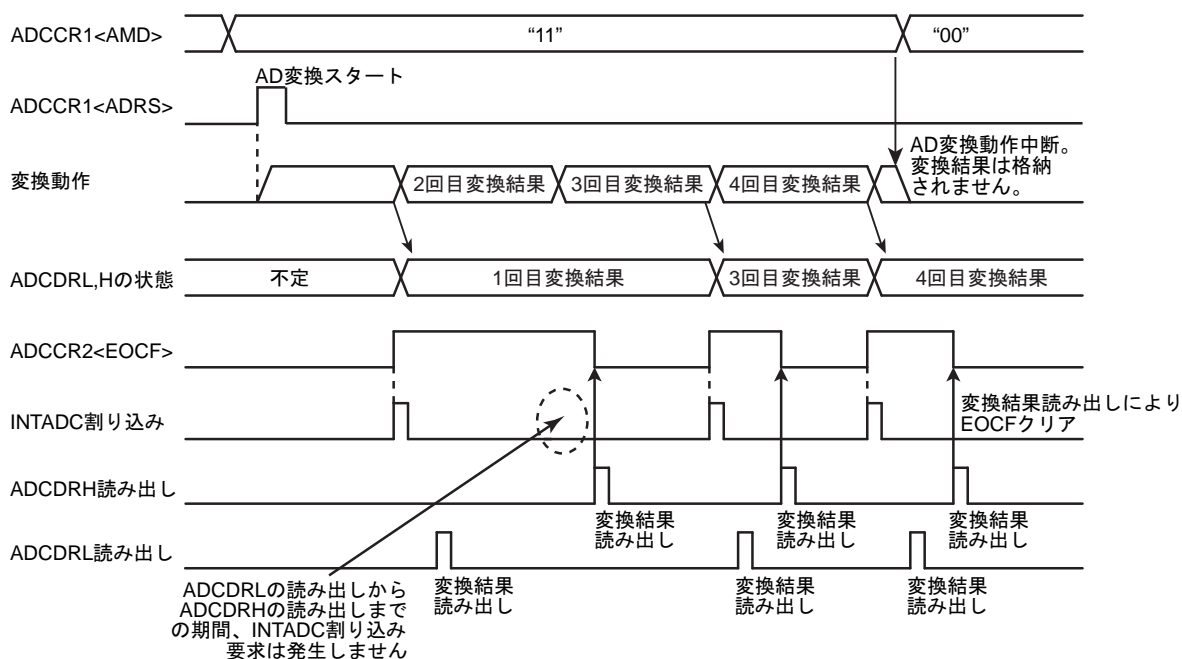 ADCCR1<AMD>
“11”
“00”
AD変換スタート
ADCCR1<ADRS>
AD変換動作中断。
変換結果は格納
されません。
変換動作
2回目変換結果
3回目変換結果
4回目変換結果
ADCDRL,Hの状態
不定
1回目変換結果
3回目変換結果
4回目変換結果
ADCCR2<EOCF>
INTADC割り込み
変換結果読み出しにより
EOCFクリア
ADCDRH読み出し
変換結果
読み出し
変換結果
読み出し
変換結果
読み出し
ADCDRL読み出し
ADCDRLの読み出しから
ADCDRHの読み出しまで
の期間、INTADC割り込み
要求は発生しません
変換結果
読み出し
変換結果
読み出し
変換結果
読み出し